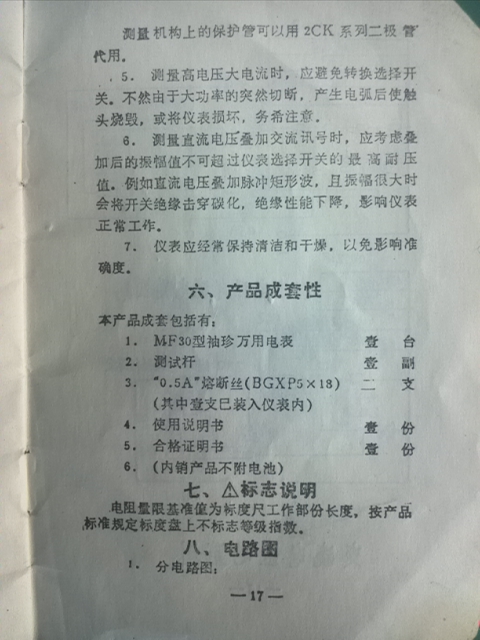 测量机构上的保护管可以用2CK系列二极管
代用。
5. 测量高电压大电流时，应避免转换选择开
关。不然由于大功率的突然切断，产生电弧后使触
头烧毁，或将仪表损坏，务希注意。
6. 测量直流电压叠加交流讯号时，应考虑叠
加后的振幅值不可超过仪表选择开关的最高耐压
值。例如直流电压叠加脉冲矩形波，且振幅很大时
会将开关绝缘击穿碳化，绝缘性能下降，影响仪表
正常工作。
7. 仪表应经常保持清洁和干燥，以免影响准
确度。
六、产品成套性
本产品成套包括有：
1. MF30型袖珍万用电表 壹 台
2. 测试杆 壹 副
3. “0.5A”熔断丝（BGXP5×18） 二 支
（其中壹支已装入仪表内）
4. 使用说明书 壹 份
5. 合格证明书 壹 份
6.（内销产品不附电池）
七、⚠标志说明
电阻量限基准值为标度尺工作部份长度，按产品
标准规定标度盘上不标志等级指数。
八、电路图
1. 分电路图：
—17—